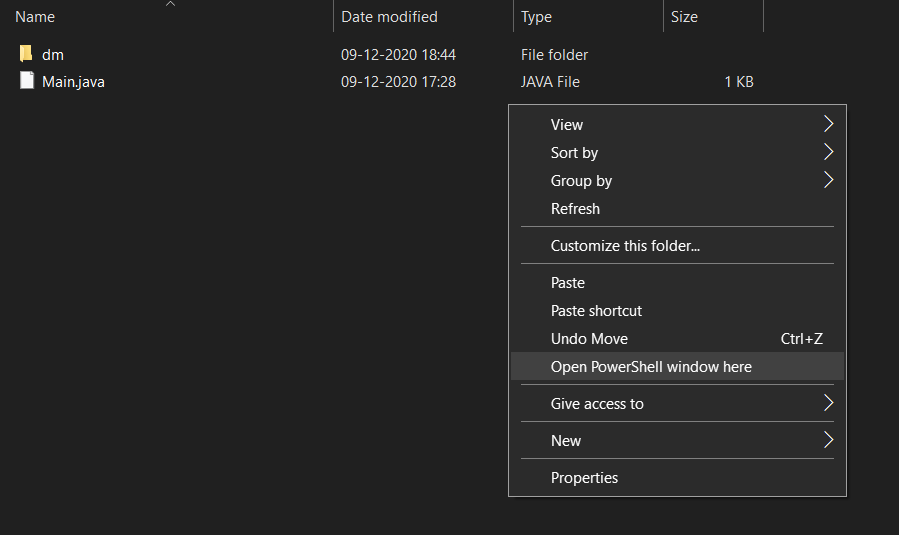 Name Date modified Type Size
dm 09-12-2020 18:44 File folder
Main.java 09-12-2020 17:28 JAVA File 1 KB
View
Sort by
Group by
Refresh
Customize this folder...
Paste
Paste shortcut
Undo Move Ctrl+Z
Open PowerShell window here
Give access to
New
Properties